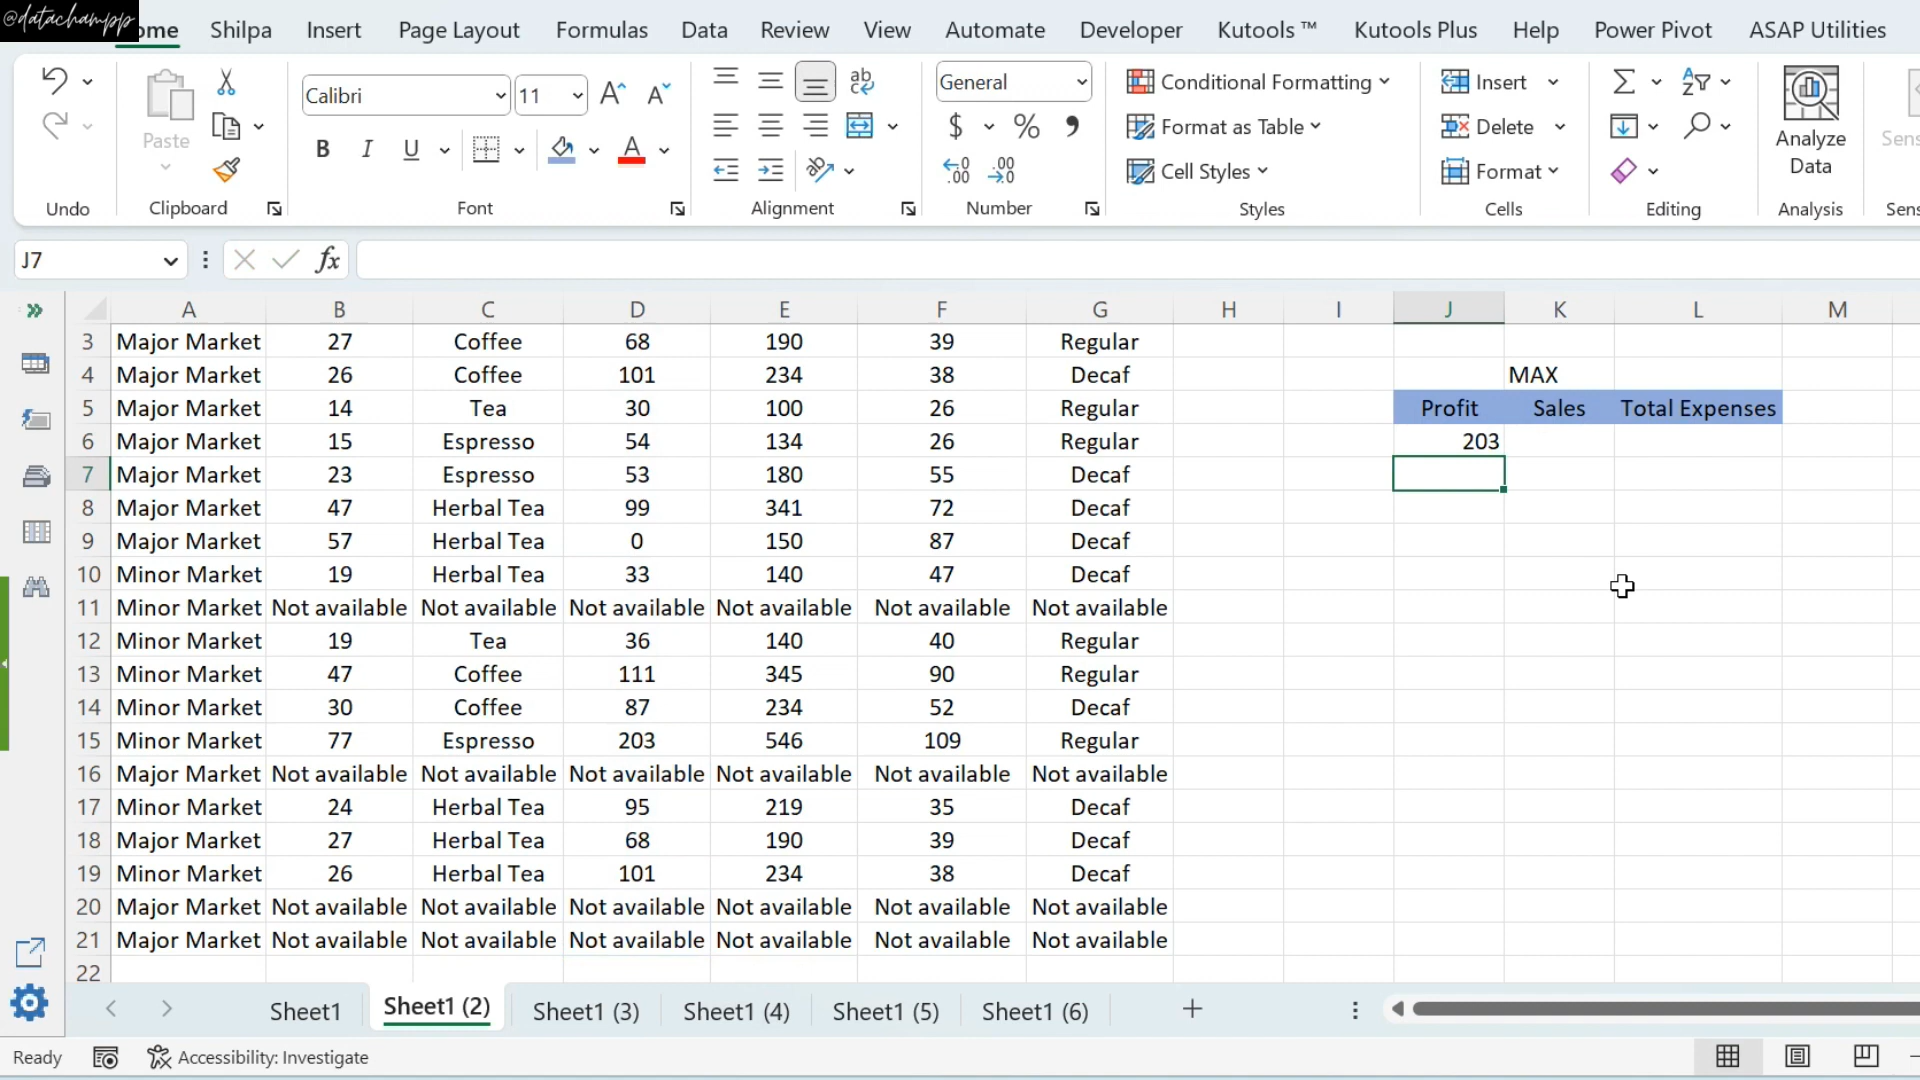 @datachampp
ome Shilpa Insert Page Layout Formulas Data Review View Automate Developer Kutools ™ Kutools Plus Help Power Pivot ASAP Utilities
Calibri 11 General Conditional Formatting Insert
Paste B I U Format as Table Delete Analyze Data
Cell Styles Format
Undo Clipboard Font Alignment Number Styles Cells Editing Analysis Sens
J7 fx
A B C D E F G H I J K L M
3 Major Market 27 Coffee 68 190 39 Regular
4 Major Market 26 Coffee 101 234 38 Decaf MAX
5 Major Market 14 Tea 30 100 26 Regular Profit Sales Total Expenses
6 Major Market 15 Espresso 54 134 26 Regular 203
7 Major Market 23 Espresso 53 180 55 Decaf
8 Major Market 47 Herbal Tea 99 341 72 Decaf
9 Major Market 57 Herbal Tea 0 150 87 Decaf
10 Minor Market 19 Herbal Tea 33 140 47 Decaf
11 Minor Market Not available Not available Not available Not available Not available Not available
12 Minor Market 19 Tea 36 140 40 Regular
13 Minor Market 47 Coffee 111 345 90 Regular
14 Minor Market 30 Coffee 87 234 52 Decaf
15 Minor Market 77 Espresso 203 546 109 Regular
16 Major Market Not available Not available Not available Not available Not available Not available
17 Minor Market 24 Herbal Tea 95 219 35 Decaf
18 Major Market 27 Herbal Tea 68 190 39 Decaf
19 Minor Market 26 Herbal Tea 101 234 38 Decaf
20 Major Market Not available Not available Not available Not available Not available Not available
21 Major Market Not available Not available Not available Not available Not available Not available
22
Sheet1 Sheet1 (2) Sheet1 (3) Sheet1 (4) Sheet1 (5) Sheet1 (6)
Ready Accessibility: Investigate